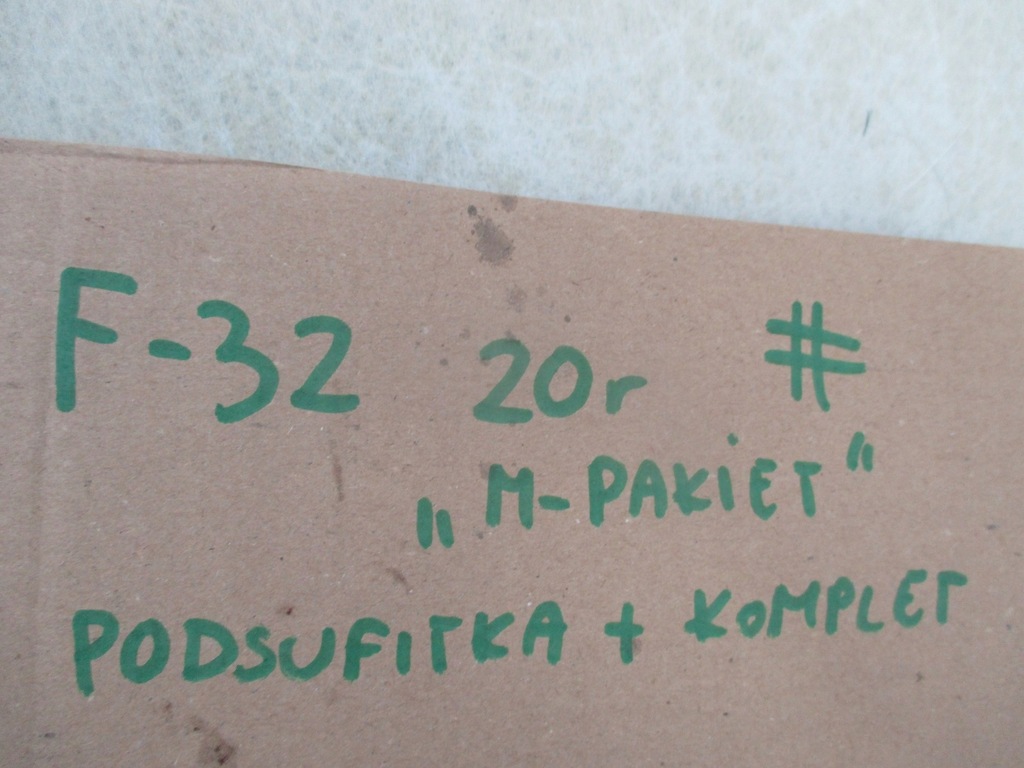 F-32 20r #
„M-PAKIET“
PODSUFITKA + KOMPLET